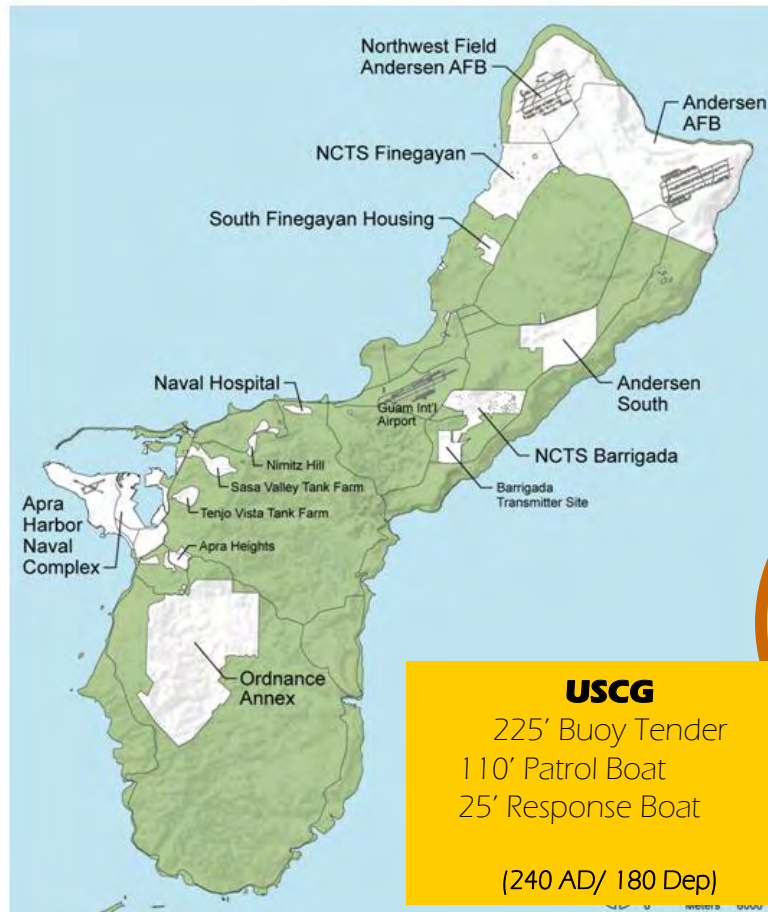 Northwest Field
Andersen AFB
Andersen
AFB
NCTS Finegayan
South Finegayan Housing
Naval Hospital
Guam Int'l
Airport
Andersen
South
Nimitz Hill
NCTS Barrigada
Sasa Valley Tank Farm
Barrigada
Transmitter Site
Apra
Harbor
Naval
Complex
Tenjo Vista Tank Farm
Apra Heights
Ordnance
Annex
USCG
225' Buoy Tender
110' Patrol Boat
25' Response Boat
(240 AD/ 180 Dep)